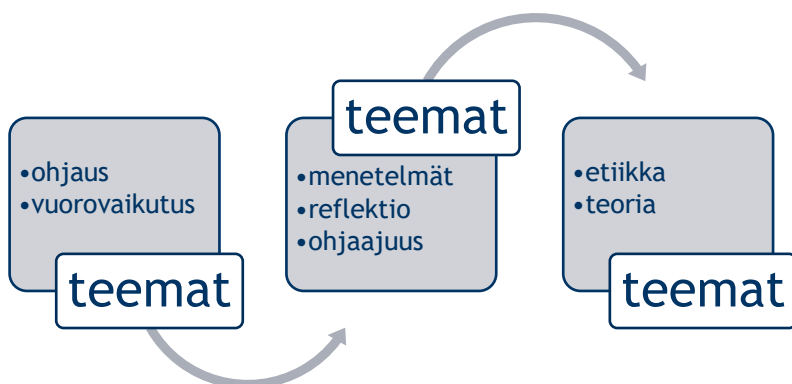 •ohjaus
•vuorovaikutus
teemat
teemat
•menetelmät
•reflektio
•ohjaajuus
•etiikka
•teoria
teemat